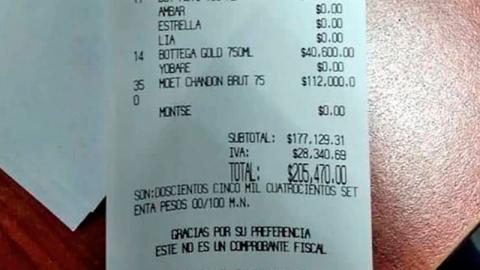 AMBAR $0.00
ESTRELLA $0.00
LIA $0.00
14 BOTTEGA GOLD 750ML $40,600.00
YOBARE $0.00
35 MOET CHANDON BRUT 75 $112,000.0
0
MONTSE $0.00
SUBTOTAL: $177,129.31
IVA: $28,340.69
TOTAL: $205,470.00
SON:DOSCIENTOS CINCO MIL CUATROCIENTOS SET
ENTA PESOS 00/100 M.N.
GRACIAS POR SU PREFERENCIA
ESTE NO ES UN COMPROBANTE FISCAL